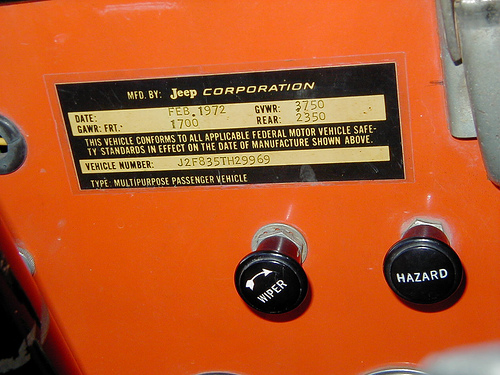 MFD. BY: Jeep CORPORATION
DATE: FEB. 1972 GVWR: 3750
GAWR: FRT. 1700 REAR: 2350
THIS VEHICLE CONFORMS TO ALL APPLICABLE FEDERAL MOTOR VEHICLE SAFE-
TY STANDARDS IN EFFECT ON THE DATE OF MANUFACTURE SHOWN ABOVE.
VEHICLE NUMBER: J2F835TH29969
TYPE: MULTIPURPOSE PASSENGER VEHICLE
WIPER
HAZARD